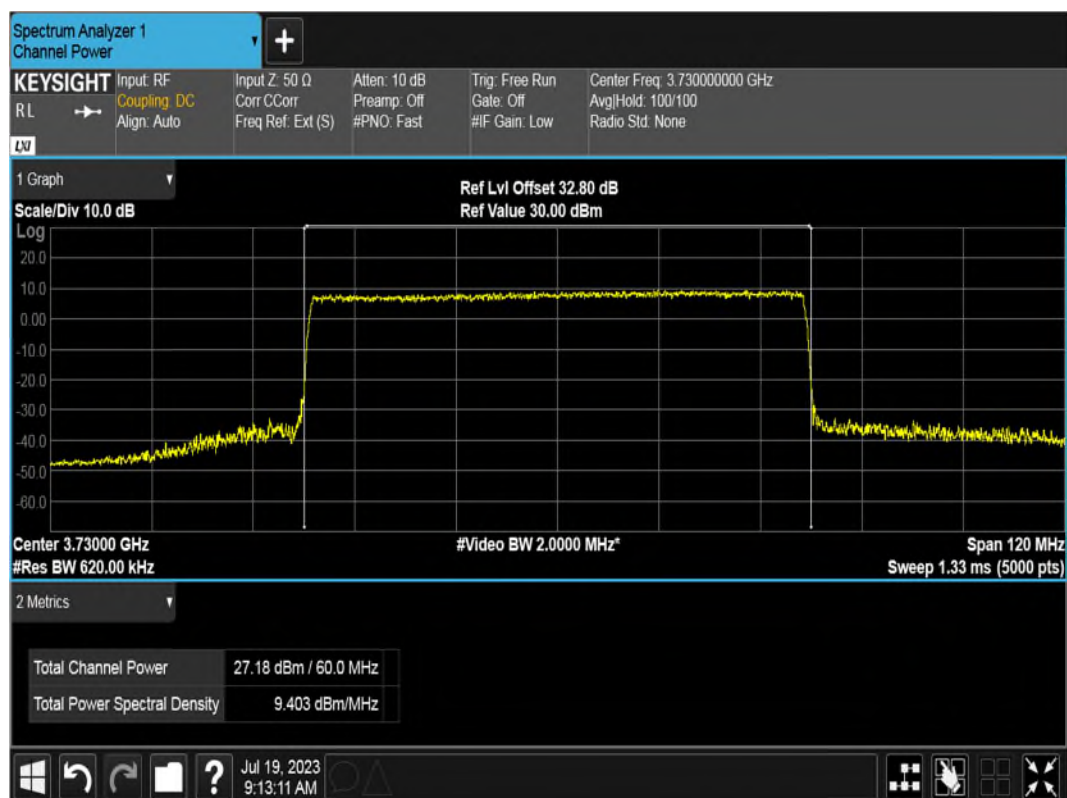 Spectrum Analyzer 1
Channel Power
+
KEYSIGHT
RL
LXI
Input: RF
Coupling: DC
Align: Auto
Input Z: 50 Ω
Corr CCorr
Freq Ref: Ext (S)
Atten: 10 dB
Preamp: Off
#PNO: Fast
Trig: Free Run
Gate: Off
#IF Gain: Low
Center Freq: 3.730000000 GHz
Avg|Hold: 100/100
Radio Std: None
1 Graph
Scale/Div 10.0 dB
Ref Lvl Offset 32.80 dB
Ref Value 30.00 dBm
Log
20.0
10.0
0.00
-10.0
-20.0
-30.0
-40.0
-50.0
-60.0
Center 3.73000 GHz
#Res BW 620.00 kHz
#Video BW 2.0000 MHz*
Span 120 MHz
Sweep 1.33 ms (5000 pts)
2 Metrics
Total Channel Power 27.18 dBm / 60.0 MHz
Total Power Spectral Density 9.403 dBm/MHz
?
Jul 19, 2023
9:13:11 AM